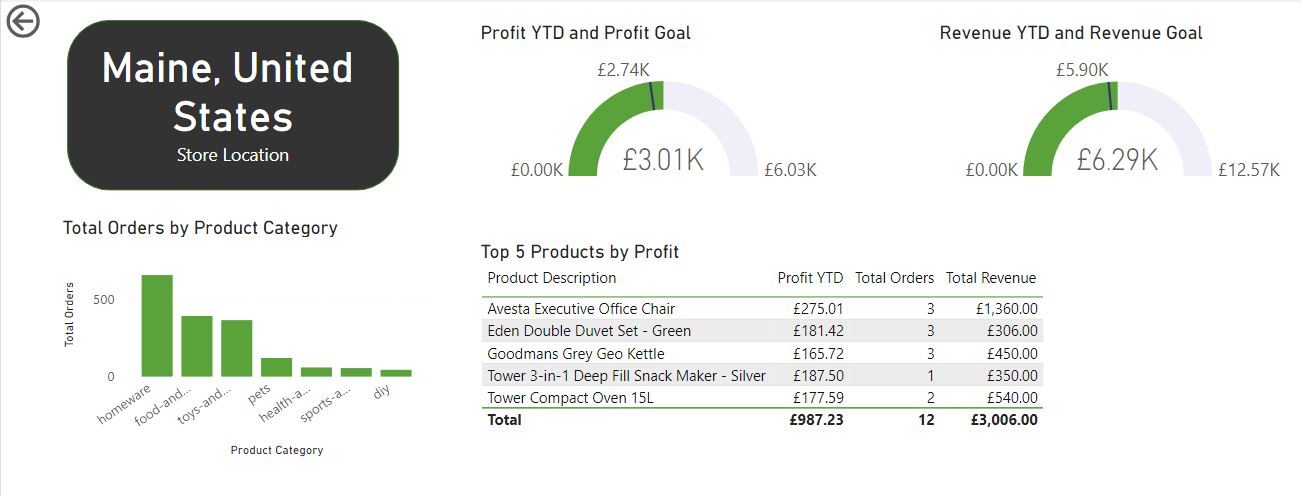 Maine, United
States
Store Location
Profit YTD and Profit Goal
£2.74K
£0.00K
£3.01K
£6.03K
Revenue YTD and Revenue Goal
£5.90K
£0.00K
£6.29K
£12.57K
Total Orders by Product Category
Total Orders
500
0
homeware
food-and...
toys-and...
pets
health-a...
sports-a...
diy
Product Category
Top 5 Products by Profit
Product Description Profit YTD Total Orders Total Revenue
Avesta Executive Office Chair £275.01 3 £1,360.00
Eden Double Duvet Set - Green £181.42 3 £306.00
Goodmans Grey Geo Kettle £165.72 3 £450.00
Tower 3-in-1 Deep Fill Snack Maker - Silver £187.50 1 £350.00
Tower Compact Oven 15L £177.59 2 £540.00
Total £987.23 12 £3,006.00